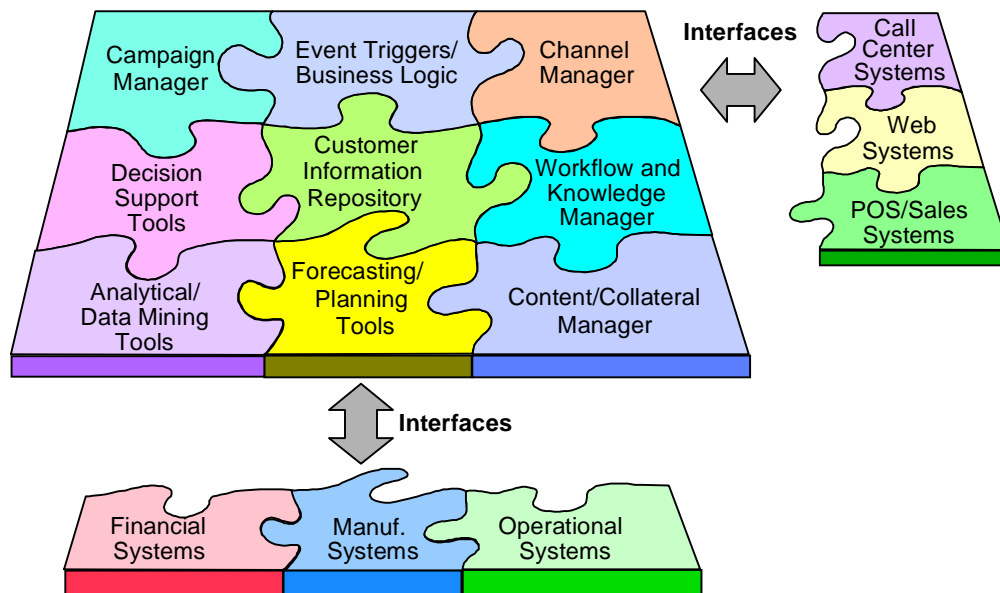 Campaign
Manager
Event Triggers/
Business Logic
Channel
Manager
Interfaces
Call
Center
Systems
Decision
Support
Tools
Customer
Information
Repository
Workflow and
Knowledge
Manager
Web
Systems
POS/Sales
Systems
Analytical/
Data Mining
Tools
Forecasting/
Planning
Tools
Content/Collateral
Manager
Interfaces
Financial
Systems
Manuf.
Systems
Operational
Systems